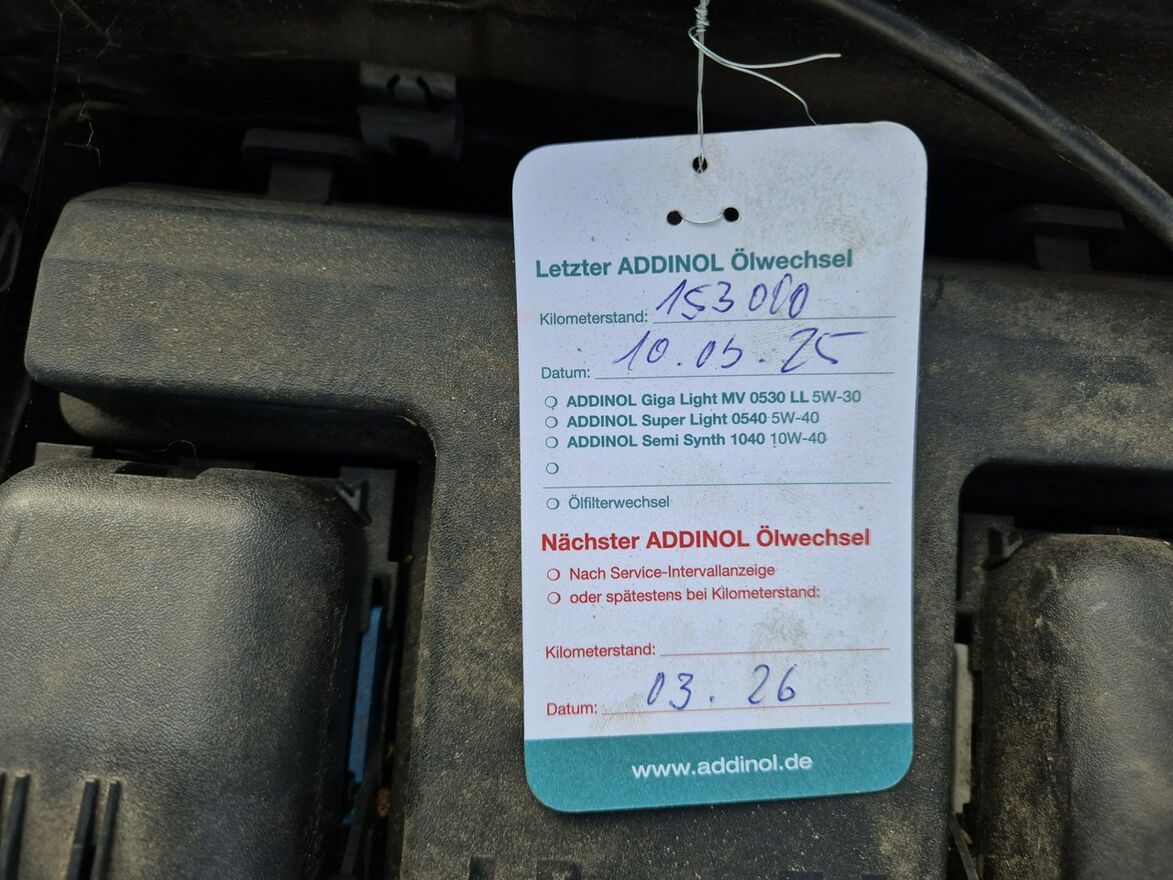 Letzter ADDINOL Ölwechsel
Kilometerstand: 153000
Datum: 10.03.25
ADDINOL Giga Light MV 0530 LL 5W-30
ADDINOL Super Light 0540 5W-40
ADDINOL Semi Synth 1040 10W-40
Ölfilterwechsel
Nächster ADDINOL Ölwechsel
Nach Service-Intervallanzeige
oder spätestens bei Kilometerstand:
Kilometerstand:
Datum: 03.26
www.addinol.de